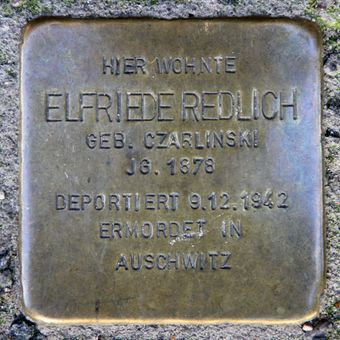 HIER WOHNTE
ELFRIEDE REDLICH
GEB. CZARLINSKI
JG. 1878
DEPORTIERT 9.12.1942
ERMORDET IN
AUSCHWITZ